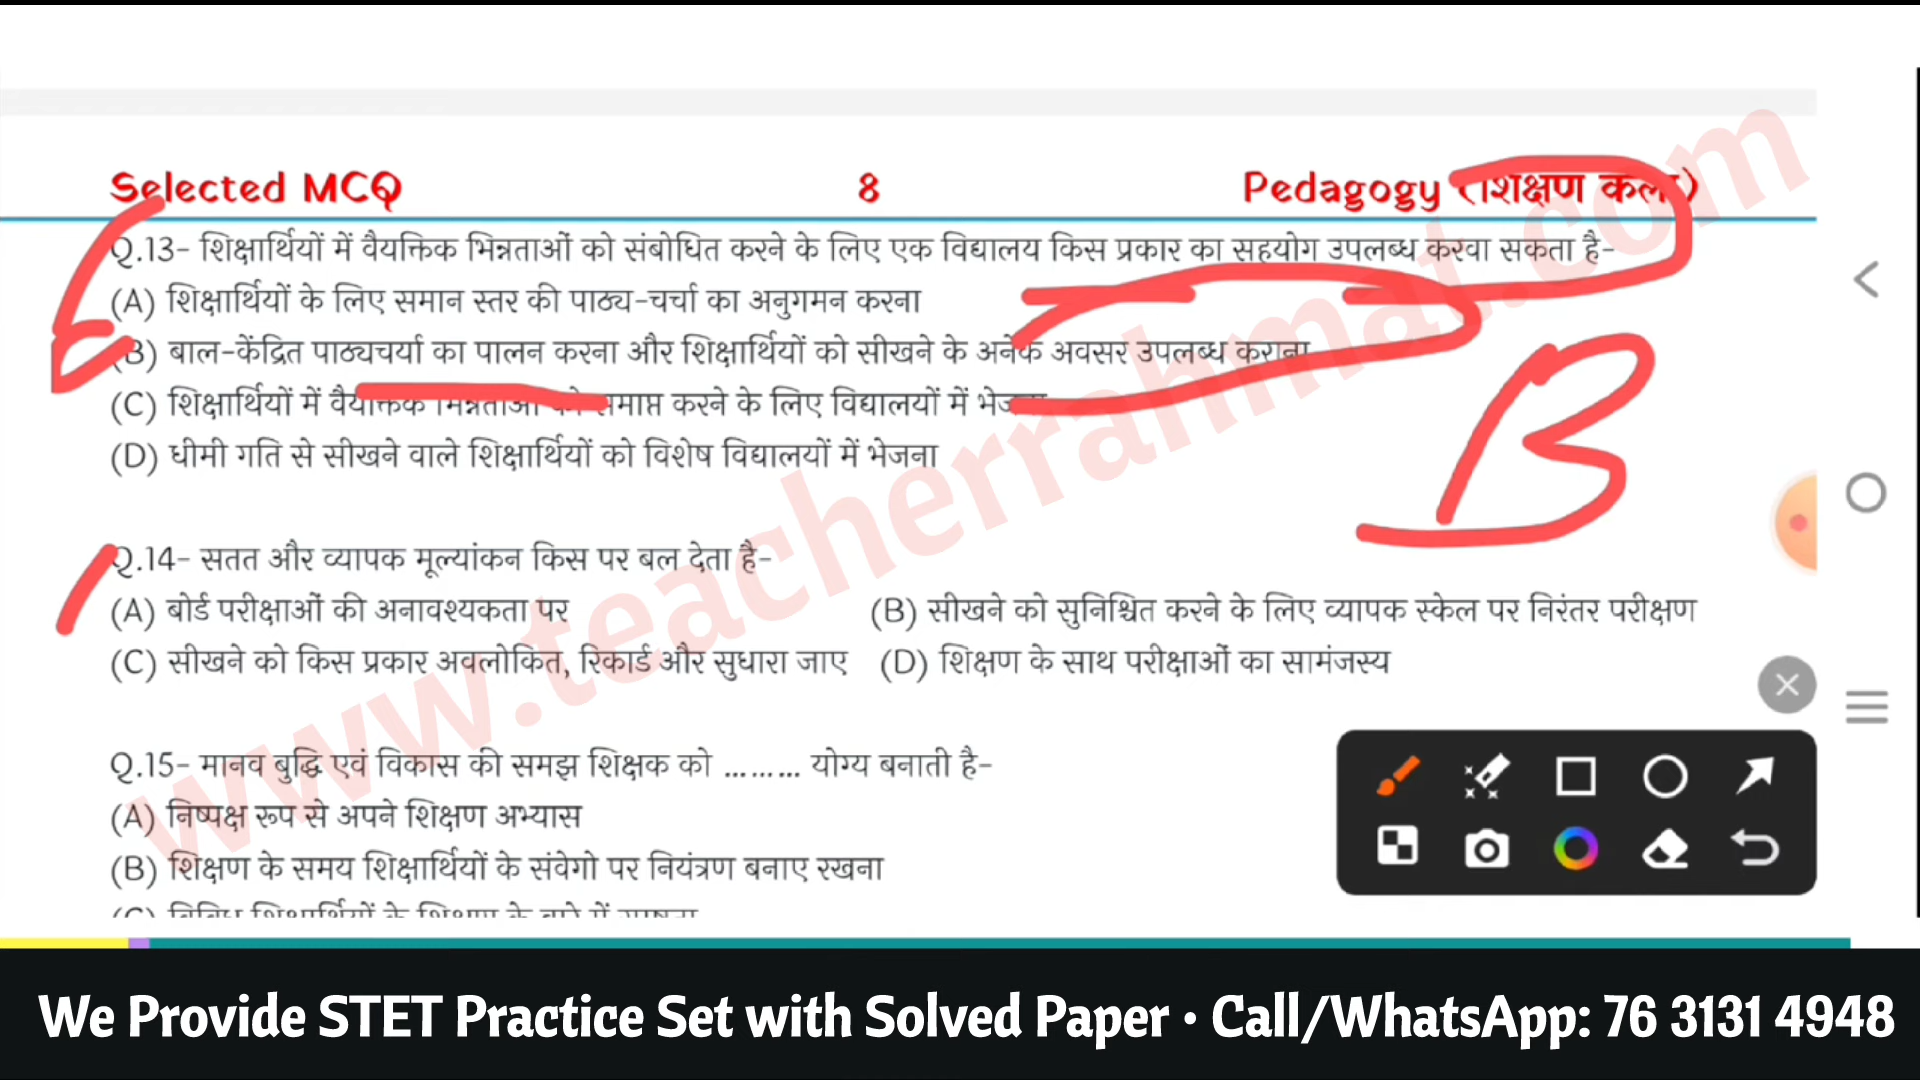 Selected MCQ 8 Pedagogy (शिक्षण कला)
Q.13- शिक्षार्थियों में वैयक्तिक भिन्नताओं को संबोधित करने के लिए एक विद्यालय किस प्रकार का सहयोग उपलब्ध करवा सकता है-
(A) शिक्षार्थियों के लिए समान स्तर की पाठ्य-चर्चा का अनुगमन करना
(B) बाल-केंद्रित पाठ्यचर्या का पालन करना और शिक्षार्थियों को सीखने के अनेक अवसर उपलब्ध कराना
(C) शिक्षार्थियों में वैयक्तिक भिन्नताओं को समाप्त करने के लिए विद्यालयों में भेजना
(D) धीमी गति से सीखने वाले शिक्षार्थियों को विशेष विद्यालयों में भेजना
B
Q.14- सतत और व्यापक मूल्यांकन किस पर बल देता है-
(A) बोर्ड परीक्षाओं की अनावश्यकता पर (B) सीखने को सुनिश्चित करने के लिए व्यापक स्केल पर निरंतर परीक्षण
(C) सीखने को किस प्रकार अवलोकित, रिकार्ड और सुधारा जाए (D) शिक्षण के साथ परीक्षाओं का सामंजस्य
Q.15- मानव बुद्धि एवं विकास की समझ शिक्षक को ......... योग्य बनाती है-
(A) निष्पक्ष रूप से अपने शिक्षण अभ्यास
(B) शिक्षण के समय शिक्षार्थियों के संवेगो पर नियंत्रण बनाए रखना
(C) विविध शिक्षार्थियों के शिक्षण के बारे में
www.teacherrahmat.com
We Provide STET Practice Set with Solved Paper • Call/WhatsApp: 76 3131 4948